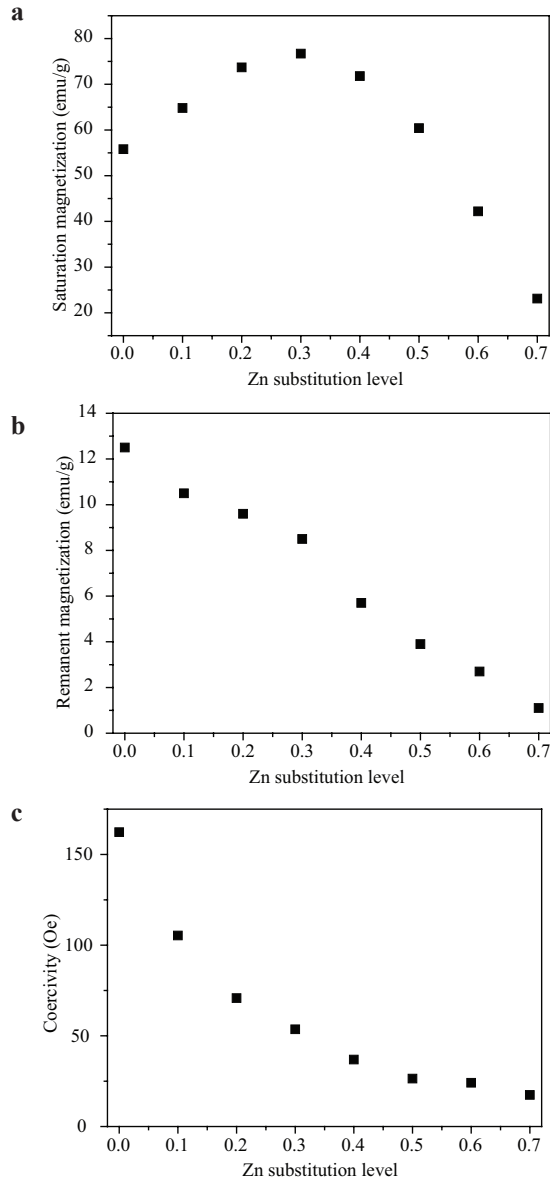 a
80
70
60
50
40
30
20
Saturation magnetization (emu/g)
0.0 0.1 0.2 0.3 0.4 0.5 0.6 0.7
Zn substitution level
b
14
12
10
8
6
4
2
0
Remanent magnetization (emu/g)
0.0 0.1 0.2 0.3 0.4 0.5 0.6 0.7
Zn substitution level
c
150
100
50
0
Coercivity (Oe)
0.0 0.1 0.2 0.3 0.4 0.5 0.6 0.7
Zn substitution level